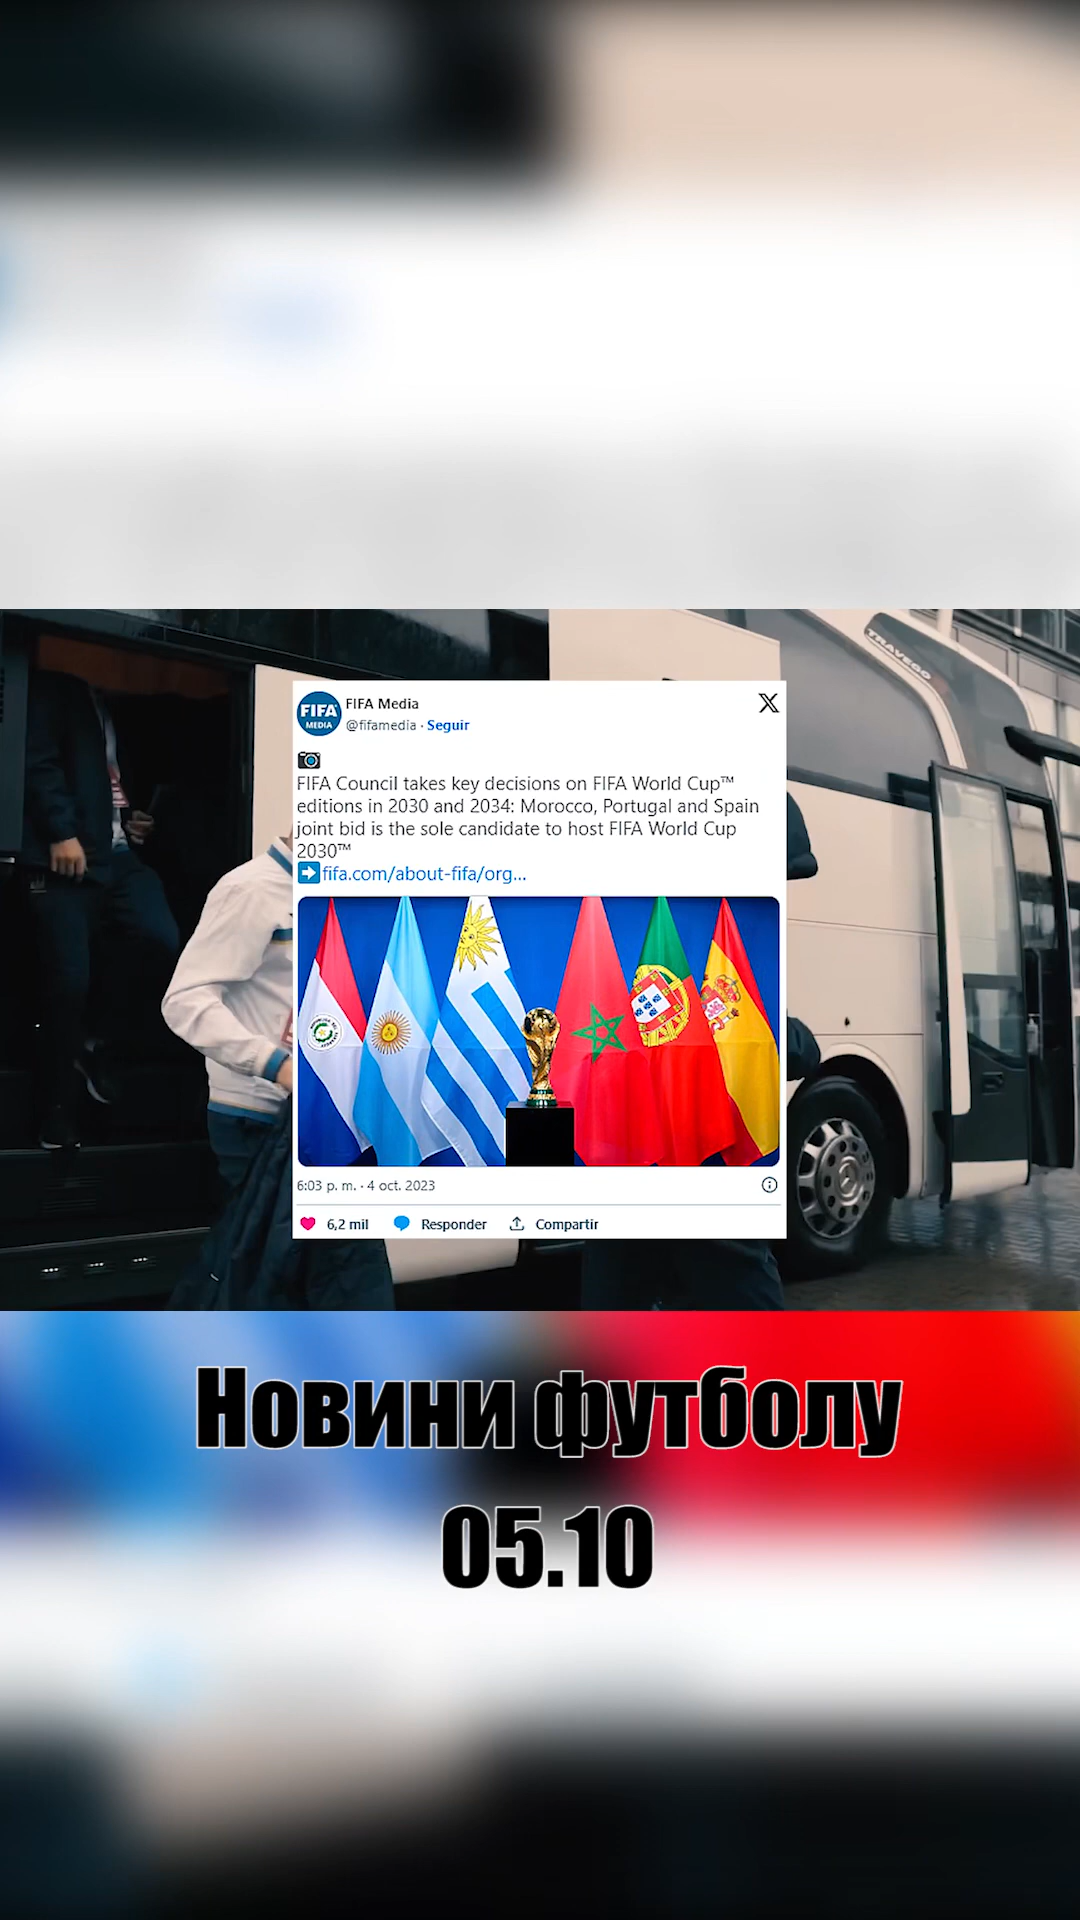 TRAVEGO
FIFA
MEDIA
FIFA Media
@fifamedia · Seguir
FIFA Council takes key decisions on FIFA World Cup™
editions in 2030 and 2034: Morocco, Portugal and Spain
joint bid is the sole candidate to host FIFA World Cup
2030™
fifa.com/about-fifa/org...
6:03 p. m. · 4 oct. 2023
6,2 mil
Responder
Compartir
Новини футболу
05.10